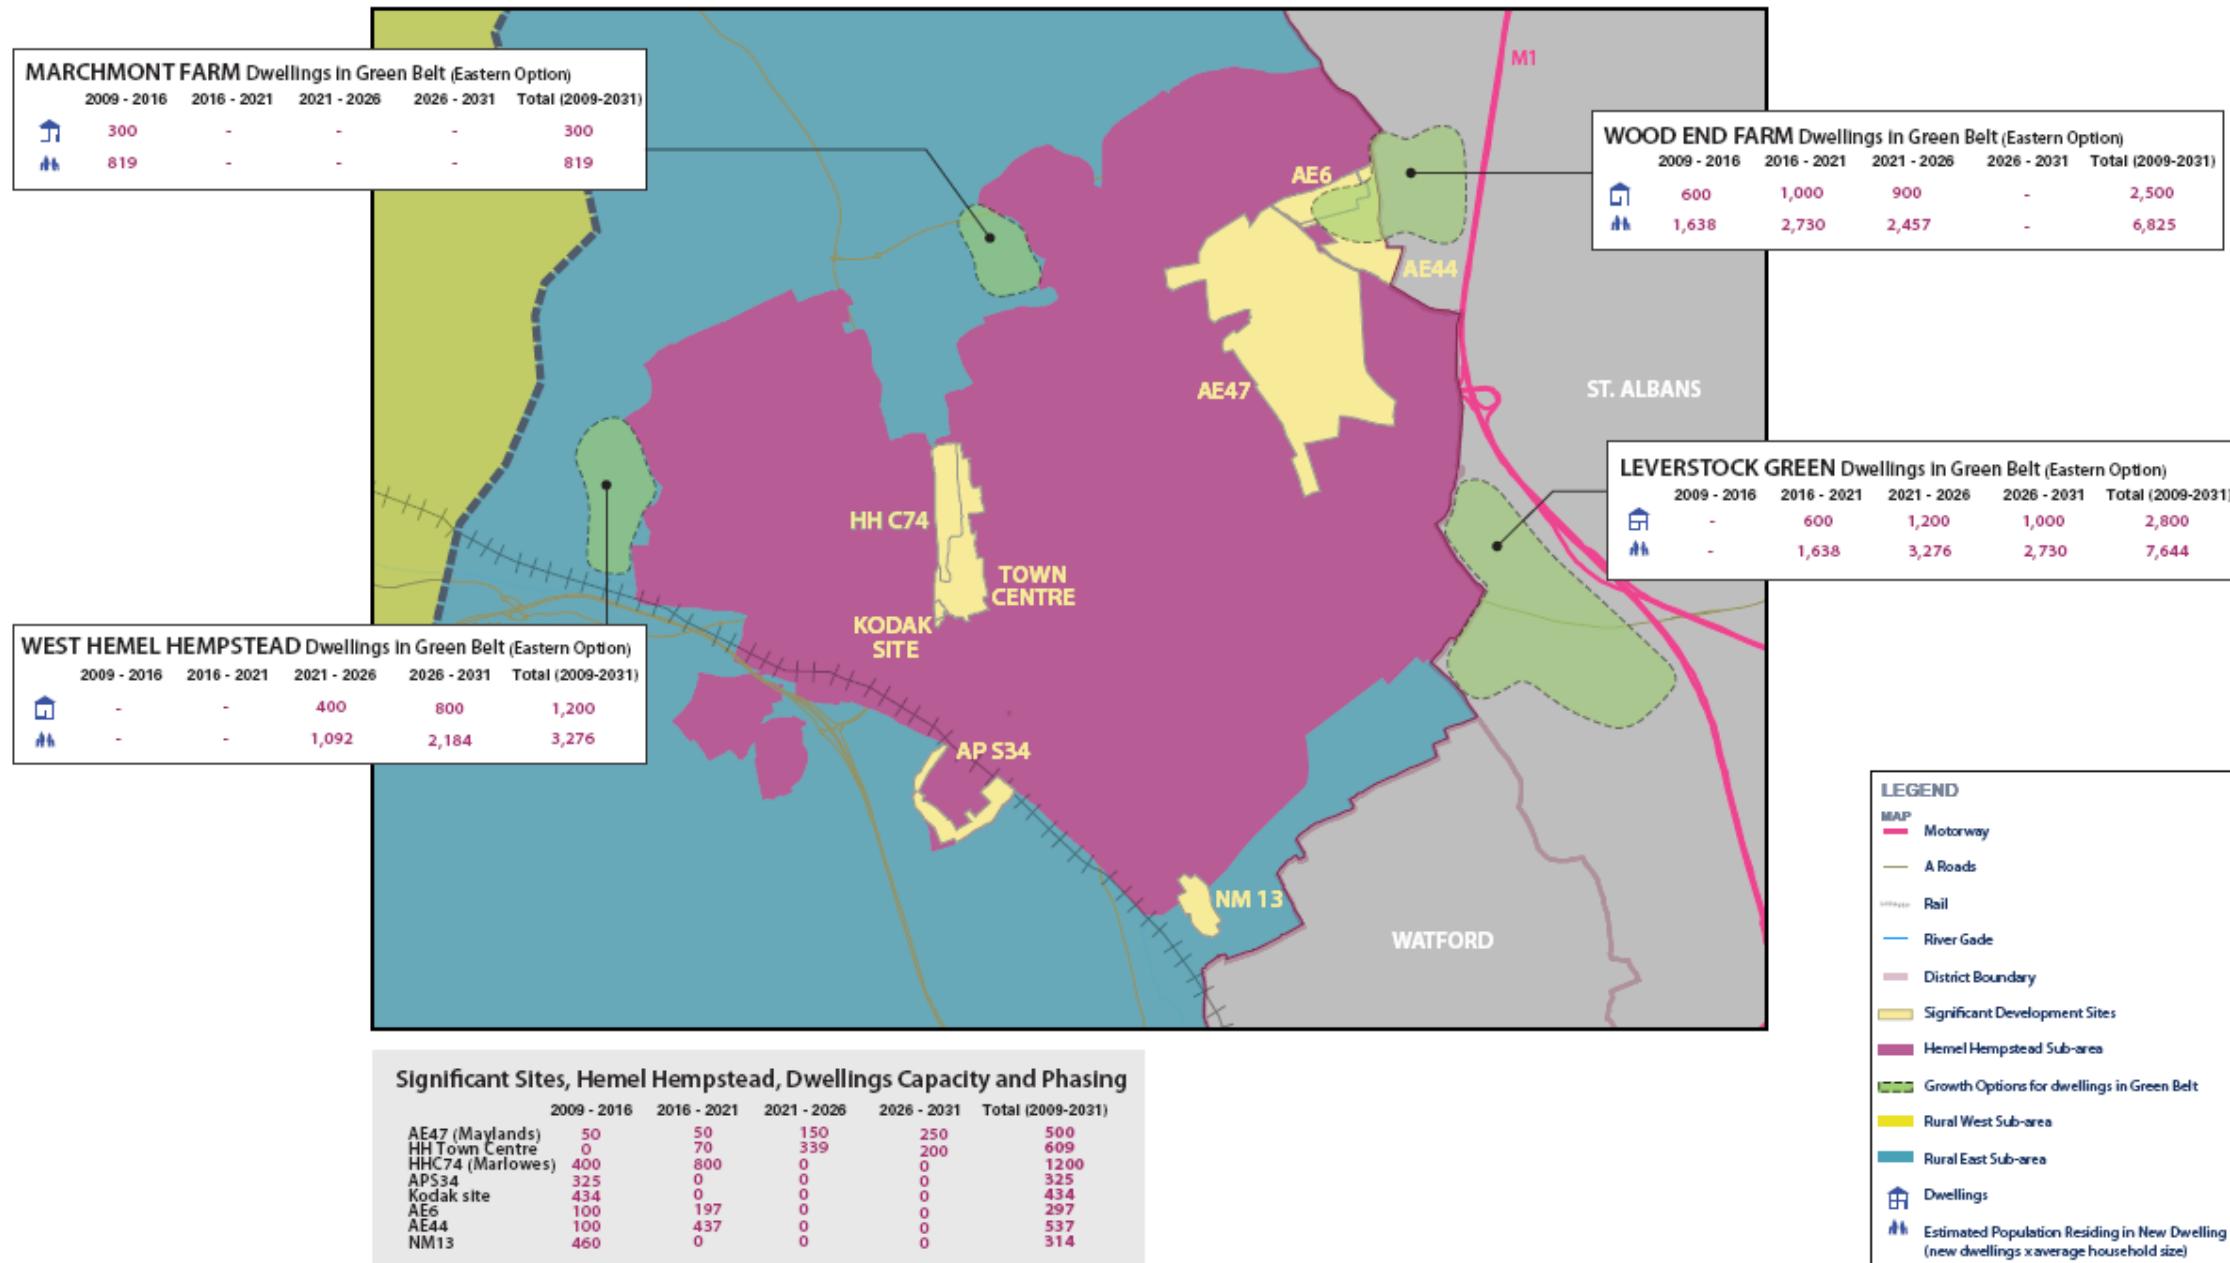 MARCHMONT FARM Dwellings in Green Belt (Eastern Option)
2009 - 2016 2016 - 2021 2021 - 2026 2026 - 2031 Total (2009-2031)
300 - - - 300
819 - - - 819
M1
WOOD END FARM Dwellings in Green Belt (Eastern Option)
2009 - 2016 2016 - 2021 2021 - 2026 2026 - 2031 Total (2009-2031)
600 1,000 900 - 2,500
1,638 2,730 2,457 - 6,825
AE6
AE44
AE47
ST. ALBANS
LEVERSTOCK GREEN Dwellings in Green Belt (Eastern Option)
2009 - 2016 2016 - 2021 2021 - 2026 2026 - 2031 Total (2009-2031)
- 600 1,200 1,000 2,800
- 1,638 3,276 2,730 7,644
HH C74
TOWN
CENTRE
KODAK
SITE
WEST HEMEL HEMPSTEAD Dwellings in Green Belt (Eastern Option)
2009 - 2016 2016 - 2021 2021 - 2026 2026 - 2031 Total (2009-2031)
- - 400 800 1,200
- - 1,092 2,184 3,276
AP S34
NM 13
WATFORD
LEGEND
MAP
Motorway
A Roads
Rail
River Gade
District Boundary
Significant Development Sites
Hemel Hempstead Sub-area
Growth Options for dwellings in Green Belt
Rural West Sub-area
Rural East Sub-area
Dwellings
Estimated Population Residing in New Dwelling
(new dwellings x average household size)
Significant Sites, Hemel Hempstead, Dwellings Capacity and Phasing
2009 - 2016 2016 - 2021 2021 - 2026 2026 - 2031 Total (2009-2031)
AE47 (Maylands) 50 50 150 250 500
HH Town Centre 0 70 339 200 609
HHC74 (Marlowes) 400 800 0 0 1200
APS34 325 0 0 0 325
Kodak site 434 0 0 0 434
AE6 100 197 0 0 297
AE44 100 437 0 0 537
NM13 460 0 0 0 314